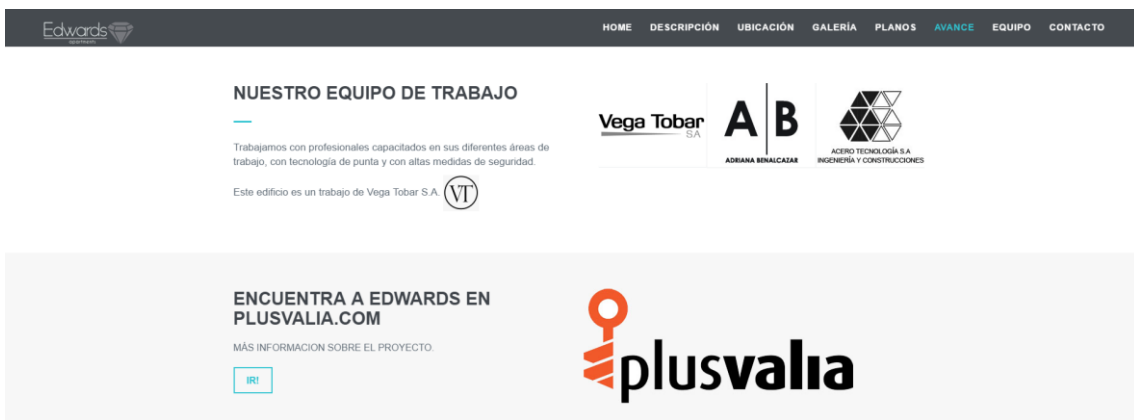 Edwards
HOME DESCRIPCIÓN UBICACIÓN GALERÍA PLANOS AVANCE EQUIPO CONTACTO
NUESTRO EQUIPO DE TRABAJO
Trabajamos con profesionales capacitados en sus diferentes áreas de
trabajo, con tecnología de punta y con altas medidas de seguridad.
Este edificio es un trabajo de Vega Tobar S.A. VT
Vega Tobar
SA
A B
ADRIANA BENALCAZAR
ACERO TECNOLOGÍA S.A
INGENIERÍA Y CONSTRUCCIONES
ENCUENTRA A EDWARDS EN
PLUSVALIA.COM
MÁS INFORMACION SOBRE EL PROYECTO.
IR!
plusvalia